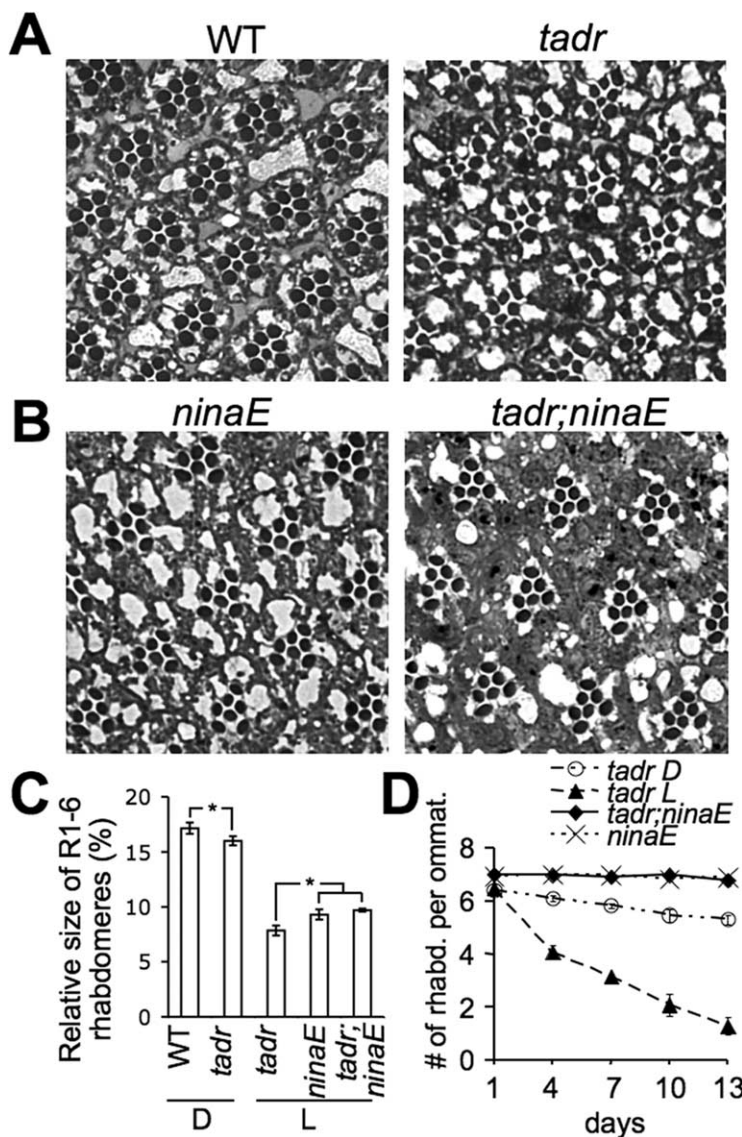 A
WT
tadr
B
ninaE
tadr;ninaE
C
Relative size of R1-6
rhabdomeres (%)
20
15
10
5
0
*
*
WT
tadr
tadr
ninaE
tadr;
ninaE
D
L
D
tadr D
tadr L
tadr;ninaE
ninaE
# of rhabd. per ommat.
8
6
4
2
0
1
4
7
10
13
days